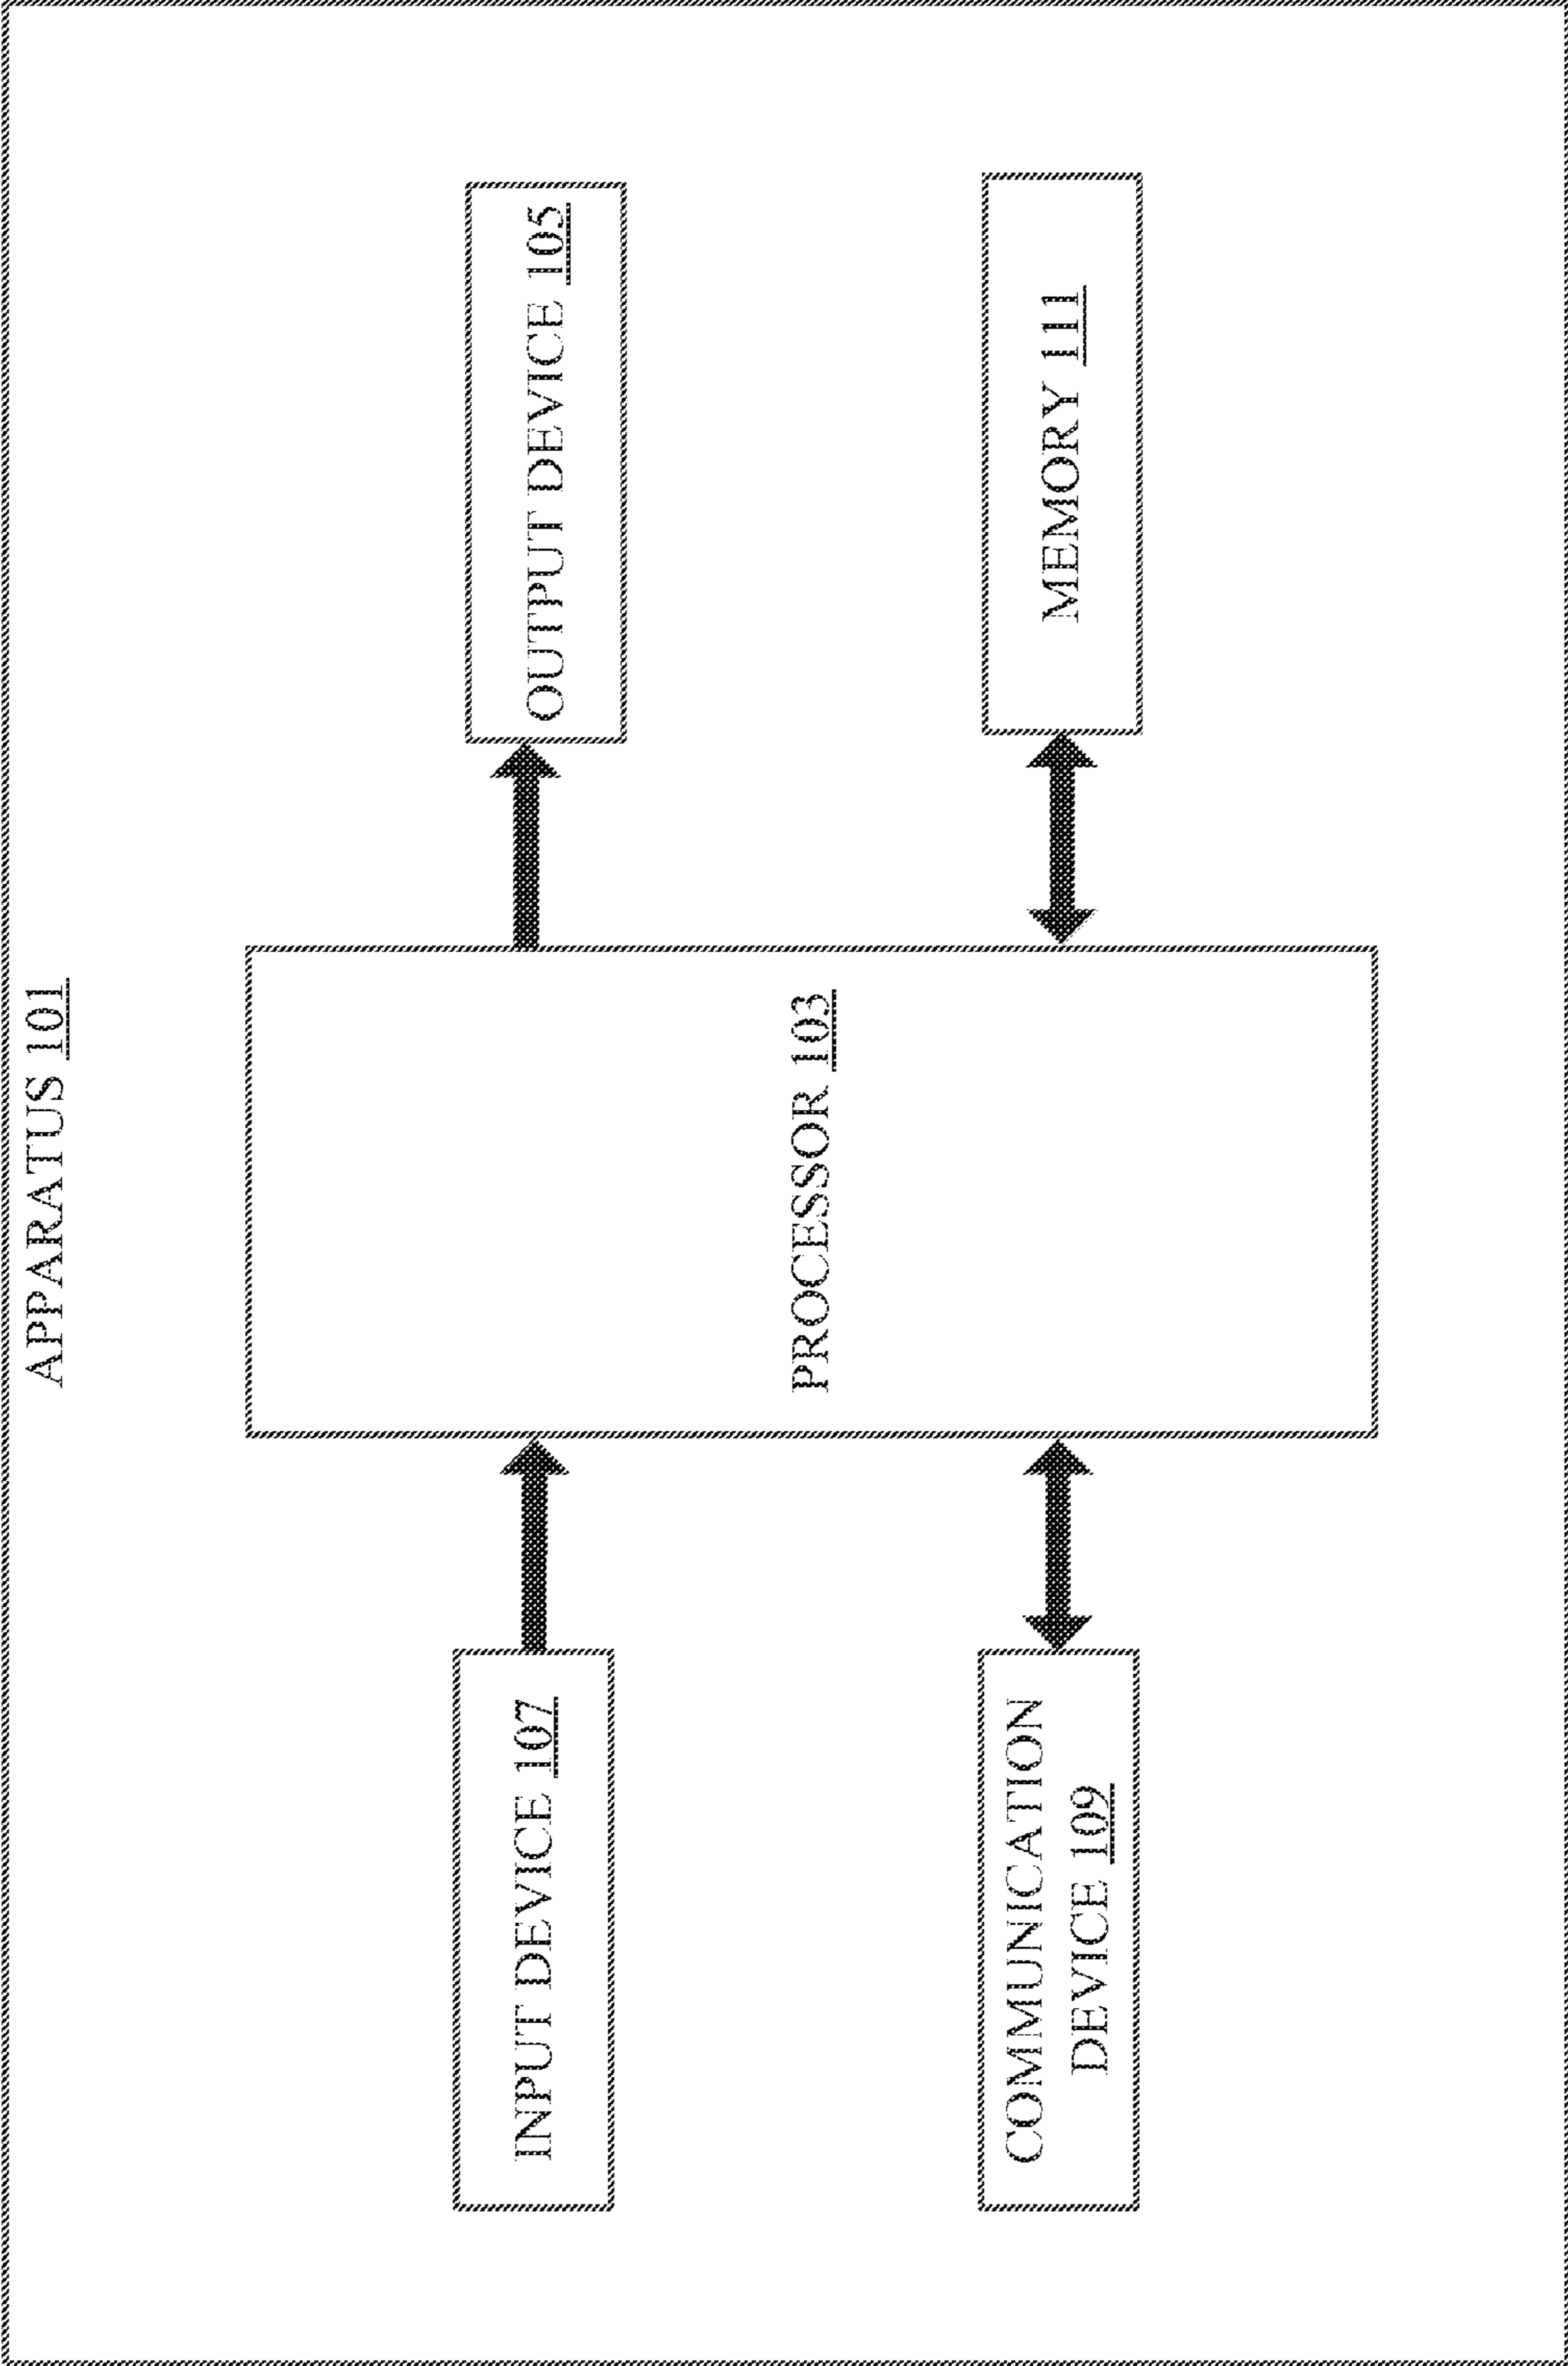 APPARATUS 101
INPUT DEVICE 107
PROCESSOR 103
OUTPUT DEVICE 105
COMMUNICATION
DEVICE 109
MEMORY 111